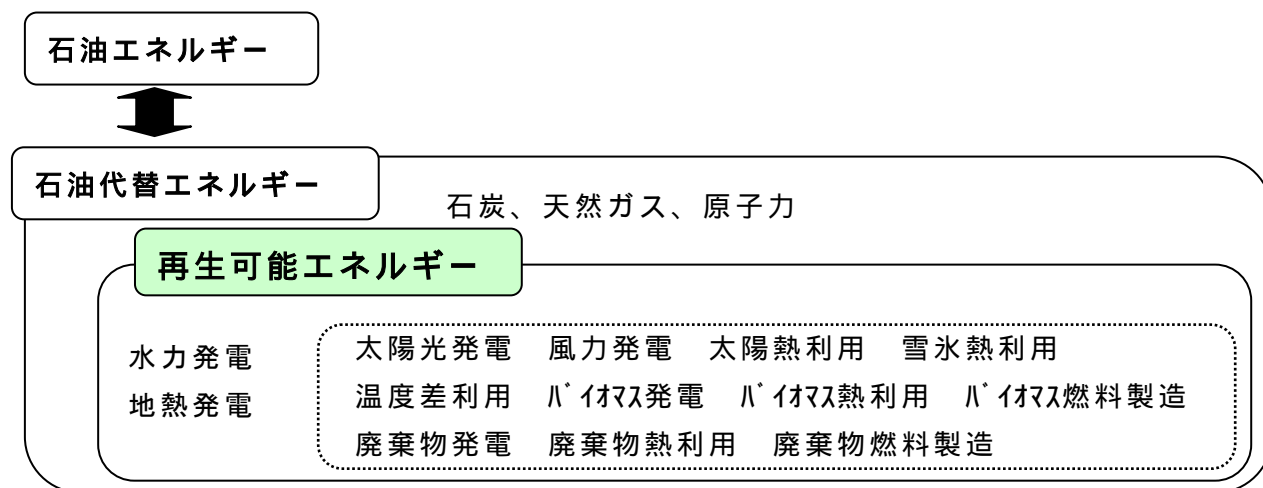 石油エネルギー
石油代替エネルギー
石炭、天然ガス、原子力
再生可能エネルギー
水力発電
地熱発電
太陽光発電　風力発電　太陽熱利用　雪氷熱利用
温度差利用　ﾊﾞｲｵﾏｽ発電　ﾊﾞｲｵﾏｽ熱利用　ﾊﾞｲｵﾏｽ燃料製造
廃棄物発電　廃棄物熱利用　廃棄物燃料製造